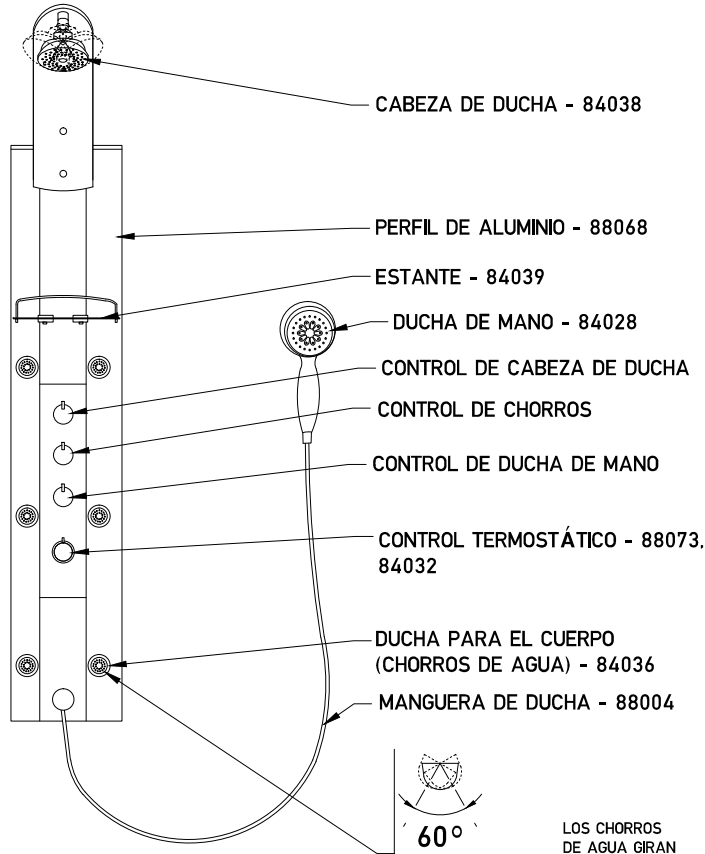 CABEZA DE DUCHA - 84038
PERFIL DE ALUMINIO - 88068
ESTANTE - 84039
DUCHA DE MANO - 84028
CONTROL DE CABEZA DE DUCHA
CONTROL DE CHORROS
CONTROL DE DUCHA DE MANO
CONTROL TERMOSTÁTICO - 88073,
84032
DUCHA PARA EL CUERPO
(CHORROS DE AGUA) - 84036
MANGUERA DE DUCHA - 88004
60°
LOS CHORROS
DE AGUA GIRAN